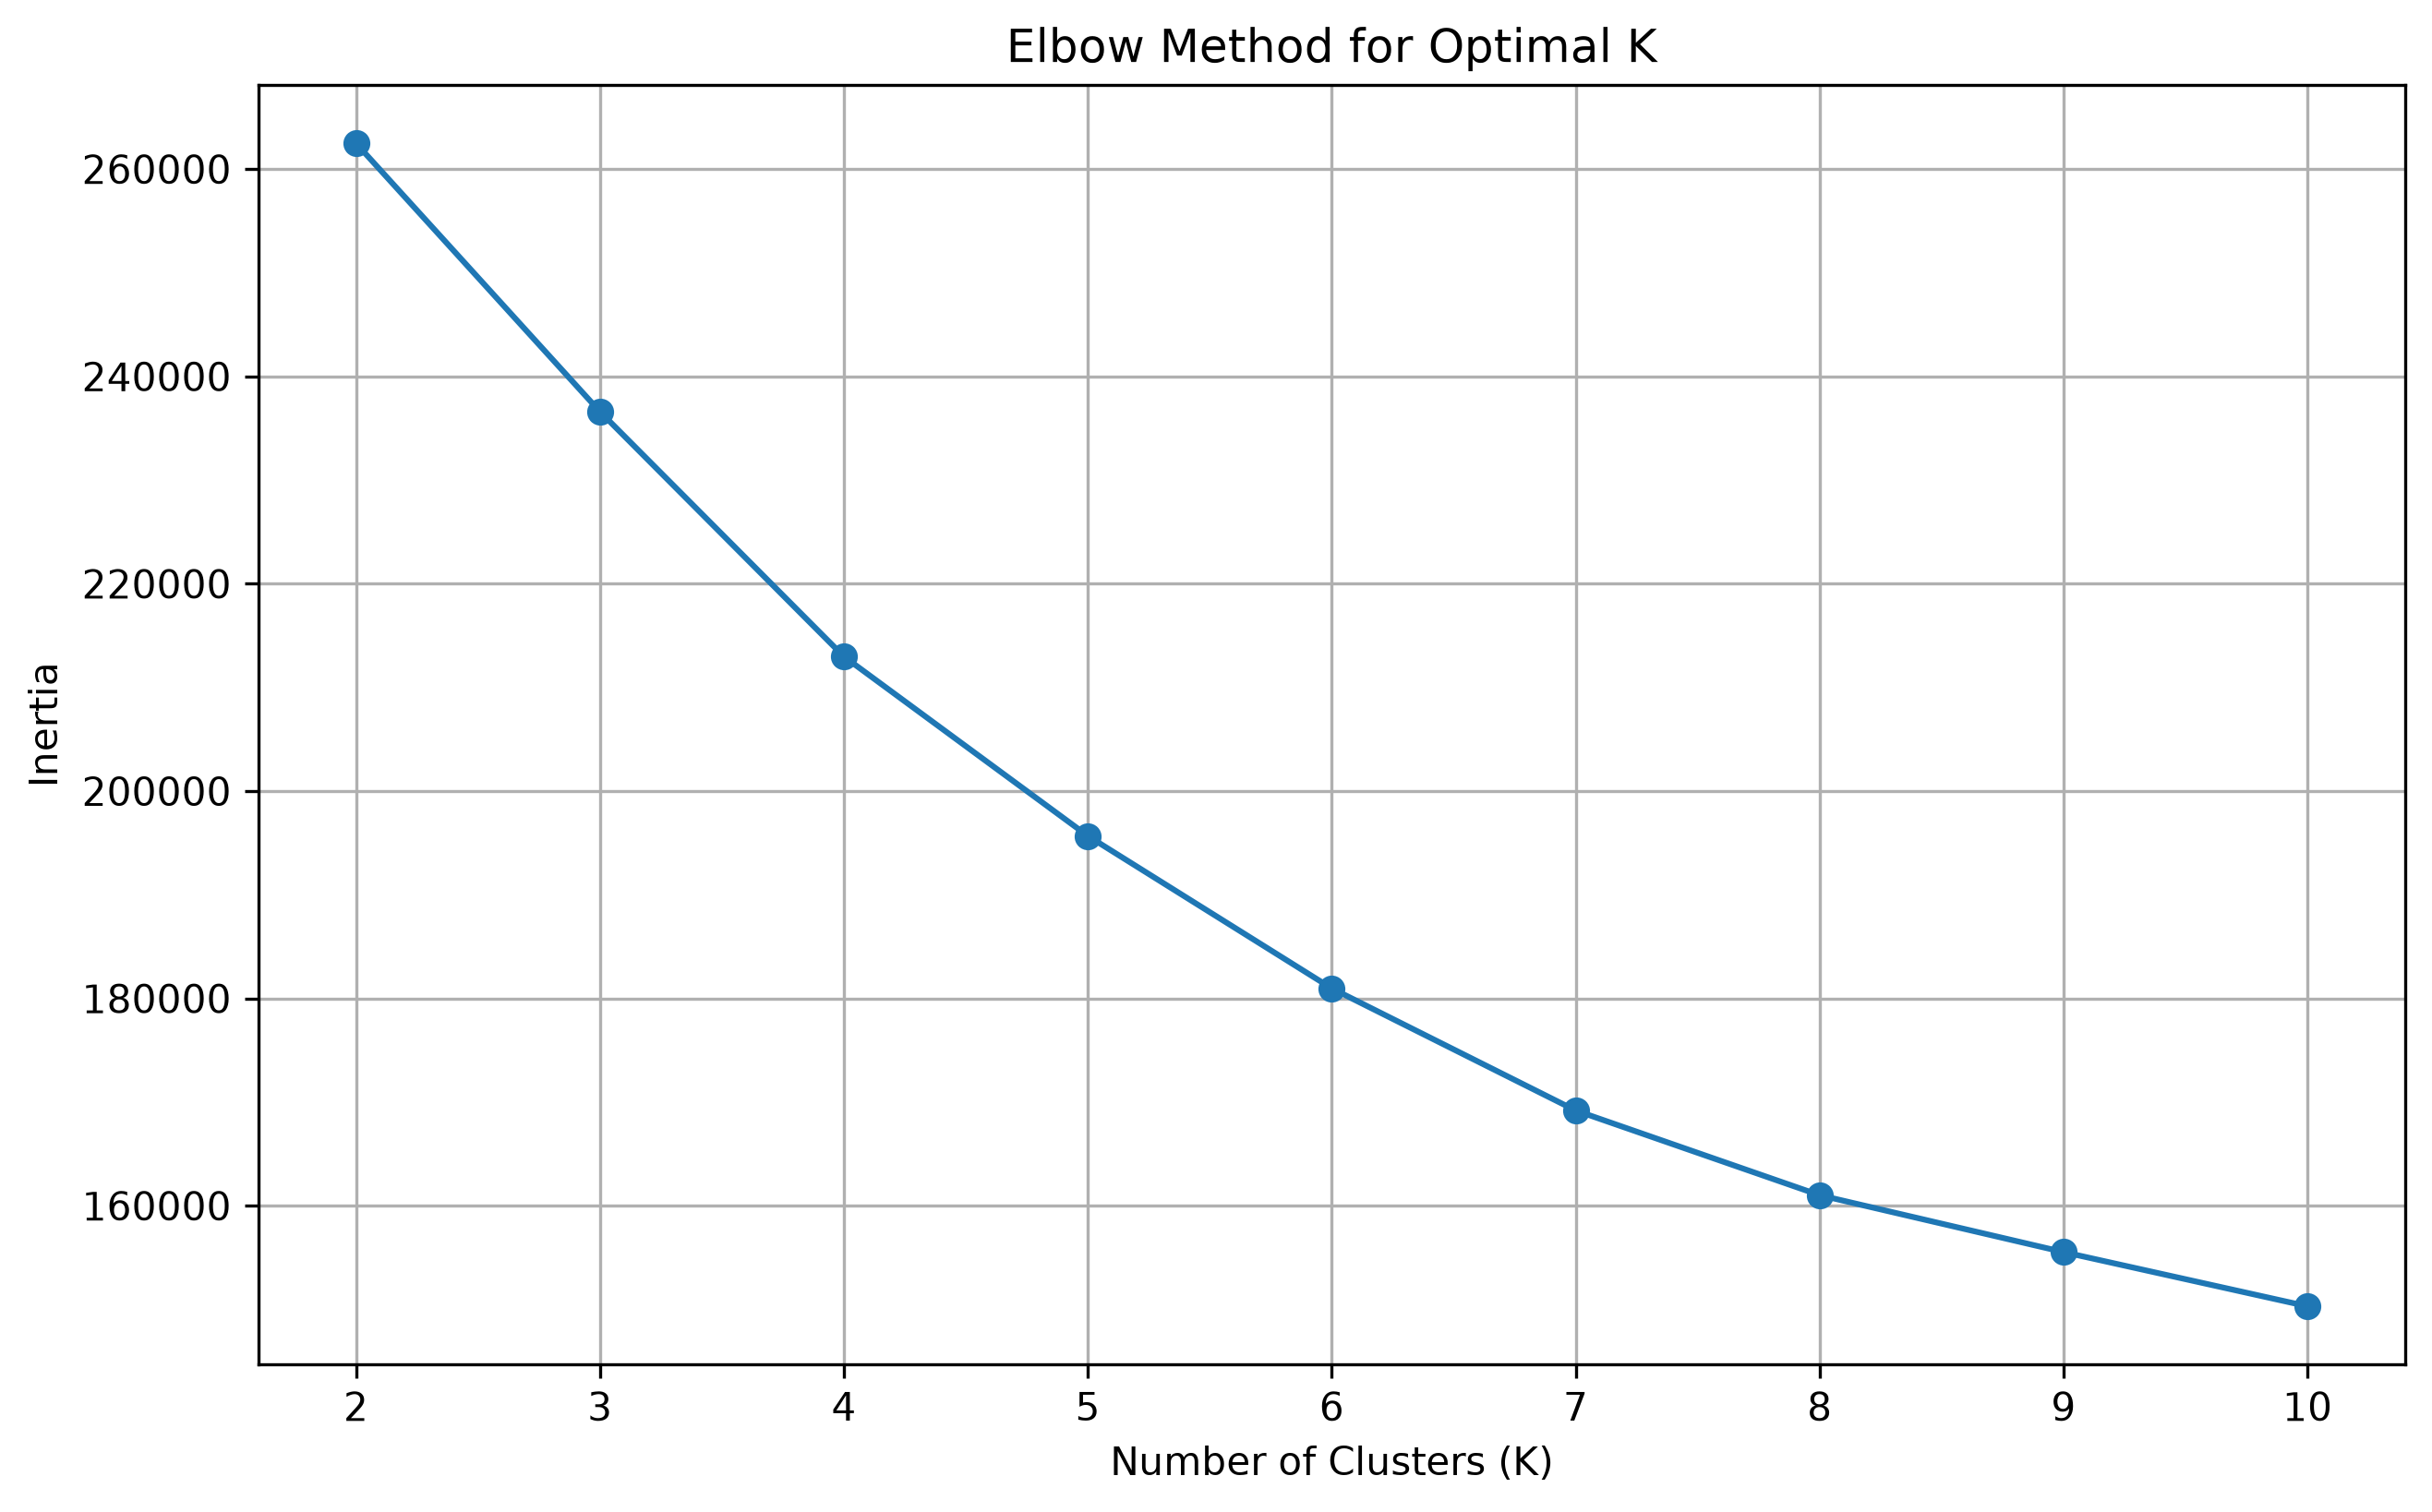 Elbow Method for Optimal K
260000
240000
220000
200000
180000
160000
Inertia
2 3 4 5 6 7 8 9 10
Number of Clusters (K)